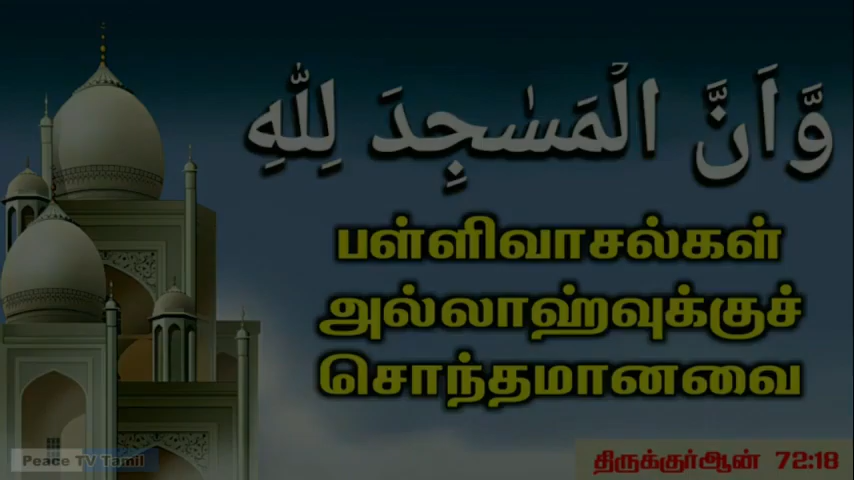 وَّاَنَّ الْمَسٰجِدَ لِلّٰهِ
பள்ளிவாசல்கள்
அல்லாஹ்வுக்குச்
சொந்தமானவை
Peace TV Tamil
திருக்குர்ஆன் 72:18